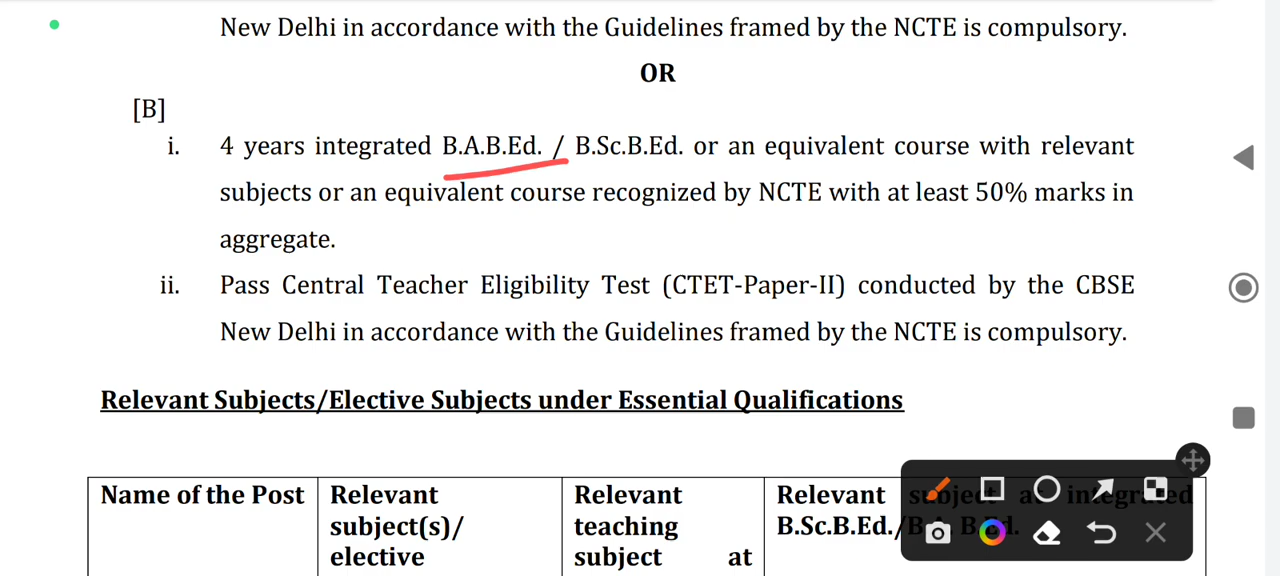 New Delhi in accordance with the Guidelines framed by the NCTE is compulsory.
OR
[B]
i. 4 years integrated B.A.B.Ed. / B.Sc.B.Ed. or an equivalent course with relevant
subjects or an equivalent course recognized by NCTE with at least 50% marks in
aggregate.
ii. Pass Central Teacher Eligibility Test (CTET-Paper-II) conducted by the CBSE
New Delhi in accordance with the Guidelines framed by the NCTE is compulsory.
Relevant Subjects/Elective Subjects under Essential Qualifications
Name of the Post
Relevant
subject(s)/
elective
Relevant
teaching
subject at
Relevant subject at integrated
B.Sc.B.Ed./B.A. B.Ed.